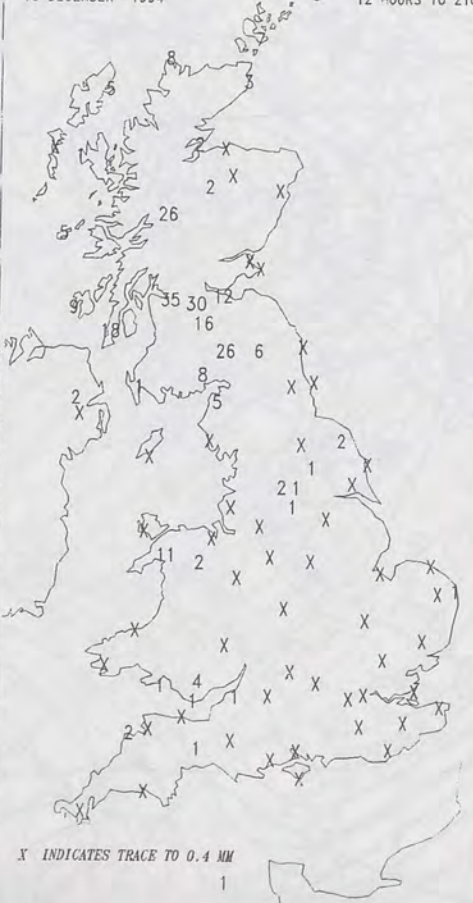 DECEMBER 1994 12 HOURS TO
8
5 3
X 2 X
X
2 X
26
5
X X
12
9 35 30
18 16
26 6 X
8 X X
2 1 5
X
X X 2
X
1 X
2 1 X
X 1
X X X
X X
11 2 X X X
X X
X 1
X
X X
X X
X
X
1 4 X
1 1 X X X X
X X
2 X X X
1 X X X
X
X
X
X
X INDICATES TRACE TO 0.4 MM
1